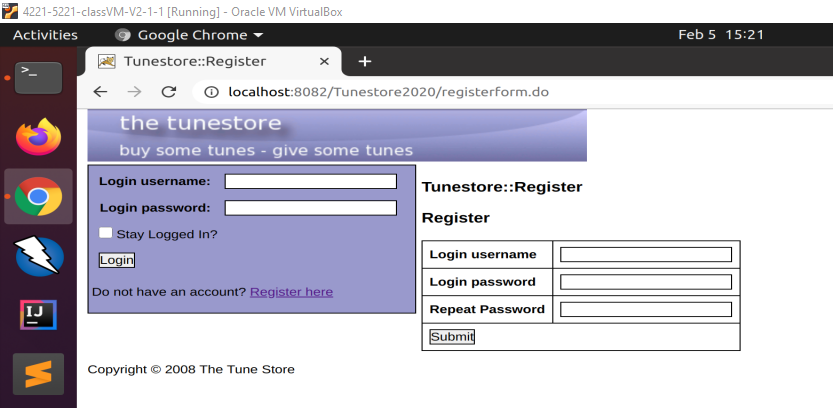 4221-5221-classVM-V2-1-1 [Running] - Oracle VM VirtualBox
Activities Google Chrome Feb 5 15:21
Tunestore::Register × +
localhost:8082/Tunestore2020/registerform.do
the tunestore
buy some tunes - give some tunes
Login username:
Login password:
Stay Logged In?
Login
Do not have an account? Register here
Tunestore::Register
Register
Login username
Login password
Repeat Password
Submit
Copyright © 2008 The Tune Store
>_
IJ